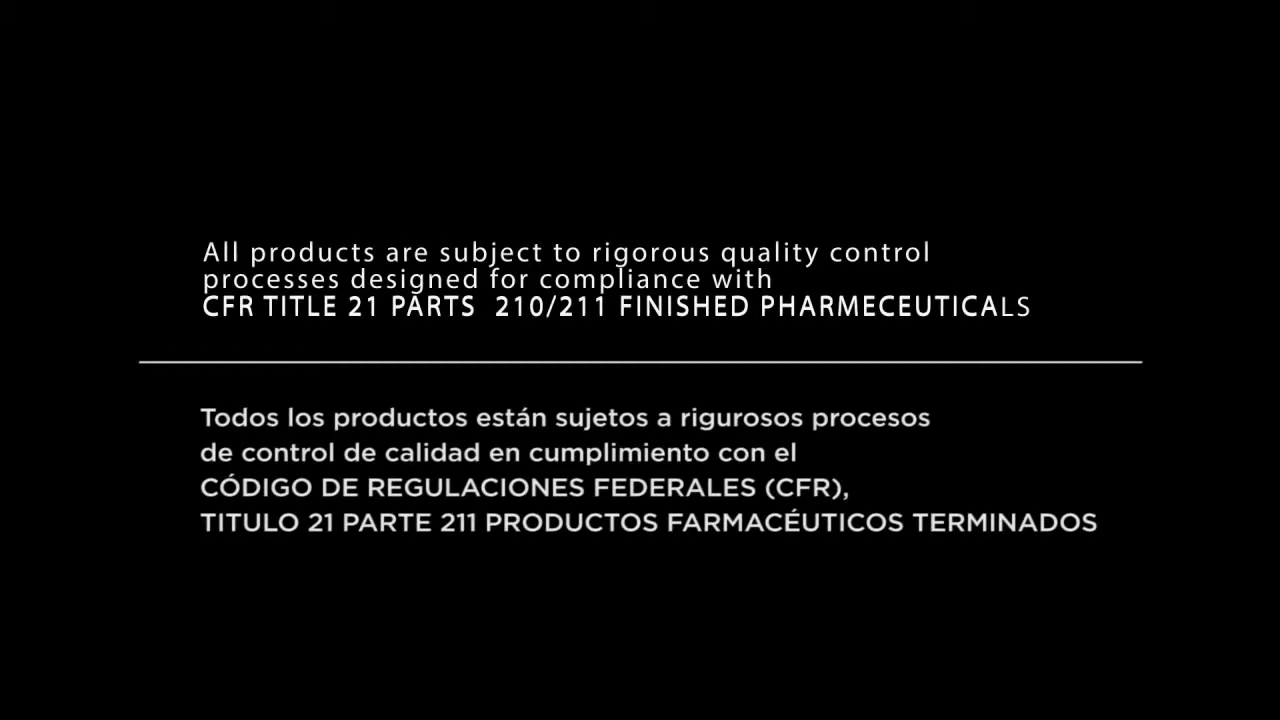 All products are subject to rigorous quality control
processes designed for compliance with
CFR TITLE 21 PARTS  210/211 FINISHED PHARMECEUTICALS
Todos los productos están sujetos a rigurosos procesos
de control de calidad en cumplimiento con el
CÓDIGO DE REGULACIONES FEDERALES (CFR),
TITULO 21 PARTE 211 PRODUCTOS FARMACÉUTICOS TERMINADOS